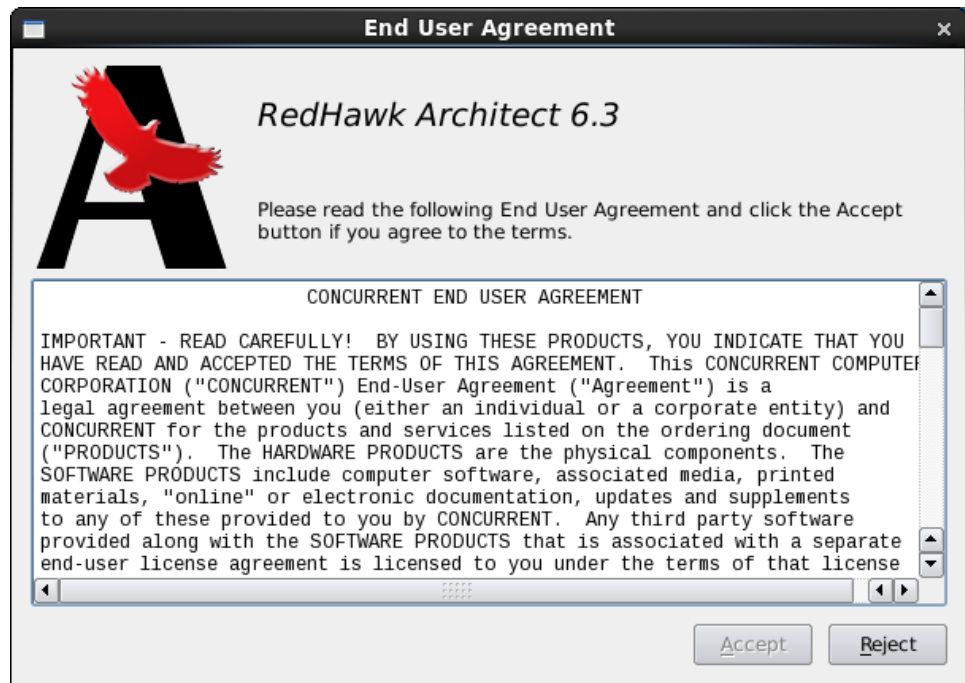 End User Agreement
RedHawk Architect 6.3
Please read the following End User Agreement and click the Accept
button if you agree to the terms.
CONCURRENT END USER AGREEMENT
IMPORTANT - READ CAREFULLY!  BY USING THESE PRODUCTS, YOU INDICATE THAT YOU
HAVE READ AND ACCEPTED THE TERMS OF THIS AGREEMENT.  This CONCURRENT COMPUTER
CORPORATION ("CONCURRENT") End-User Agreement ("Agreement") is a
legal agreement between you (either an individual or a corporate entity) and
CONCURRENT for the products and services listed on the ordering document
("PRODUCTS").  The HARDWARE PRODUCTS are the physical components.  The
SOFTWARE PRODUCTS include computer software, associated media, printed
materials, "online" or electronic documentation, updates and supplements
to any of these provided to you by CONCURRENT.  Any third party software
provided along with the SOFTWARE PRODUCTS that is associated with a separate
end-user license agreement is licensed to you under the terms of that license
Accept
Reject